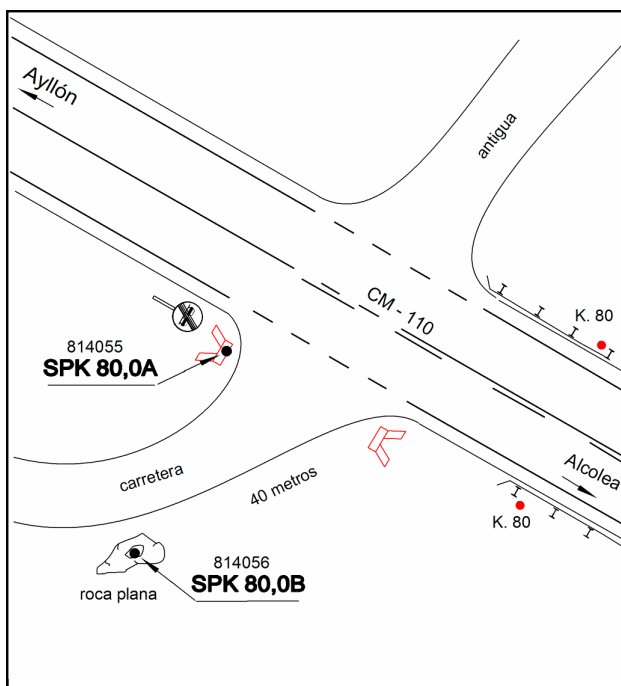 Ayllón
antigua
CM - 110
K. 80
814055
SPK 80,0A
Alcolea
carretera
40 metros
K. 80
814056
SPK 80,0B
roca plana